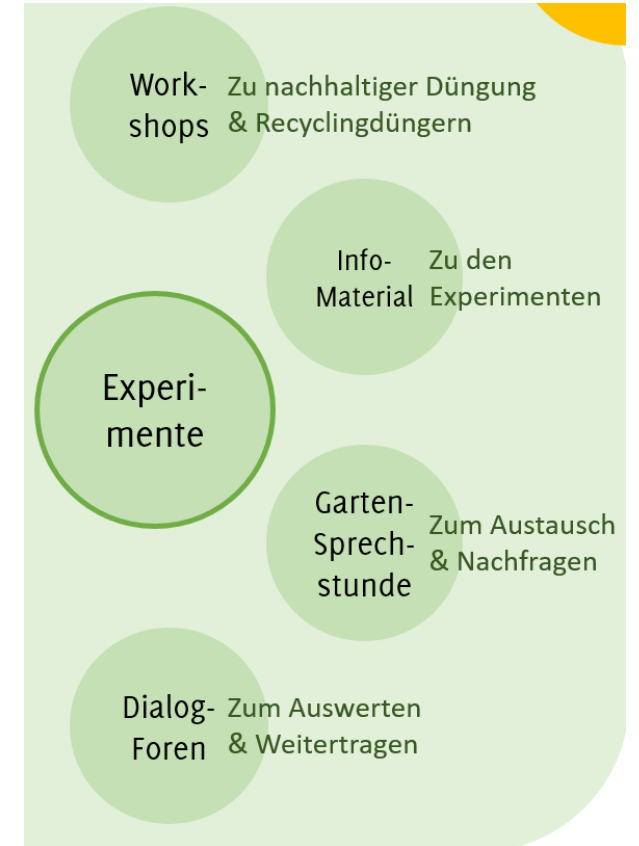 Work-
shops
Zu nachhaltiger Düngung
& Recyclingdüngern
Info-
Material
Zu den
Experimenten
Experi-
mente
Garten-
Sprech-
stunde
Zum Austausch
& Nachfragen
Dialog-
Foren
Zum Auswerten
& Weitertragen